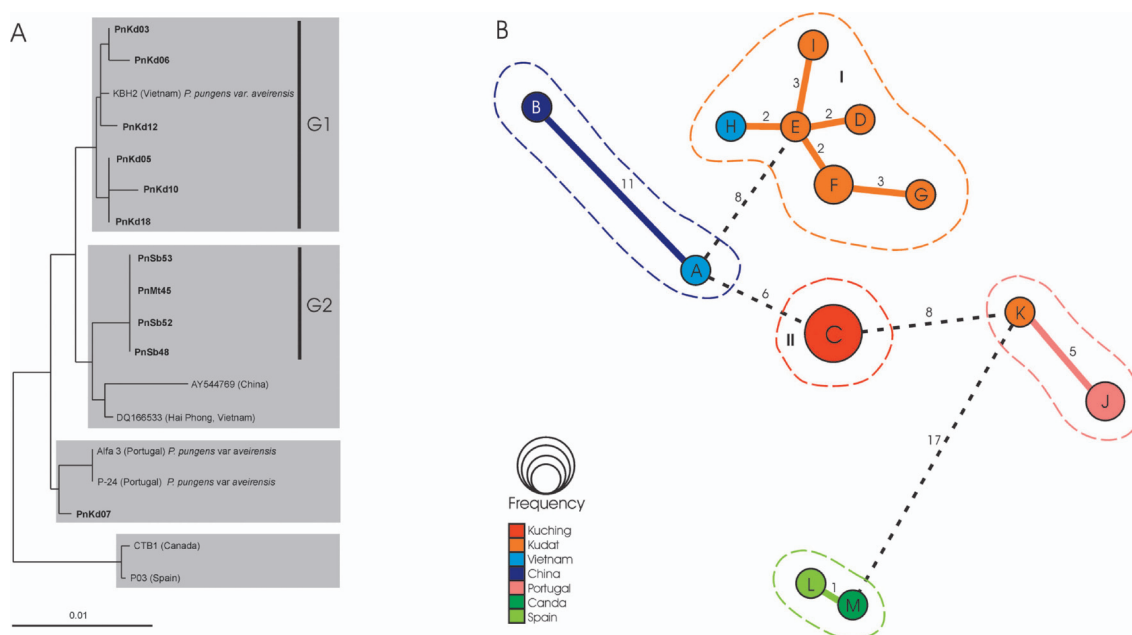 A
PnKd03
PnKd06
KBH2 (Vietnam) P. pungens var. aveirensis
PnKd12
PnKd05
PnKd10
PnKd18
G1
PnSb53
PnMt45
PnSb52
PnSb48
G2
AY544769 (China)
DQ166533 (Hai Phong, Vietnam)
Alfa 3 (Portugal) P. pungens var aveirensis
P-24 (Portugal) P. pungens var aveirensis
PnKd07
CTB1 (Canada)
P03 (Spain)
0.01
B
I
3
I
B
H
2
E
2
D
2
F
3
G
11
8
A
6
II
C
8
K
5
J
17
L
1
M
Frequency
Kuching
Kudat
Vietnam
China
Portugal
Canda
Spain